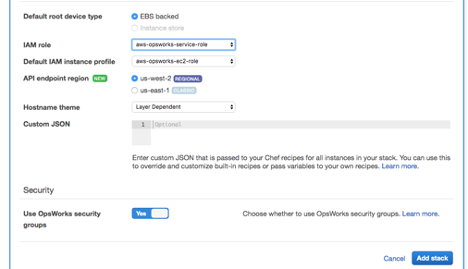 Default root device type
EBS backed
Instance store
IAM role
aws-opsworks-service-role
Default IAM instance profile
aws-opsworks-ec2-role
API endpoint region NEW
us-west-2 REGIONAL
us-east-1 CLASSIC
Hostname theme
Layer Dependent
Custom JSON
1 Optional
Enter custom JSON that is passed to your Chef recipes for all instances in your stack. You can use this
to override and customize built-in recipes or pass variables to your own recipes. Learn more.
Security
Use OpsWorks security
groups
Yes
Choose whether to use OpsWorks security groups. Learn more.
Cancel
Add stack